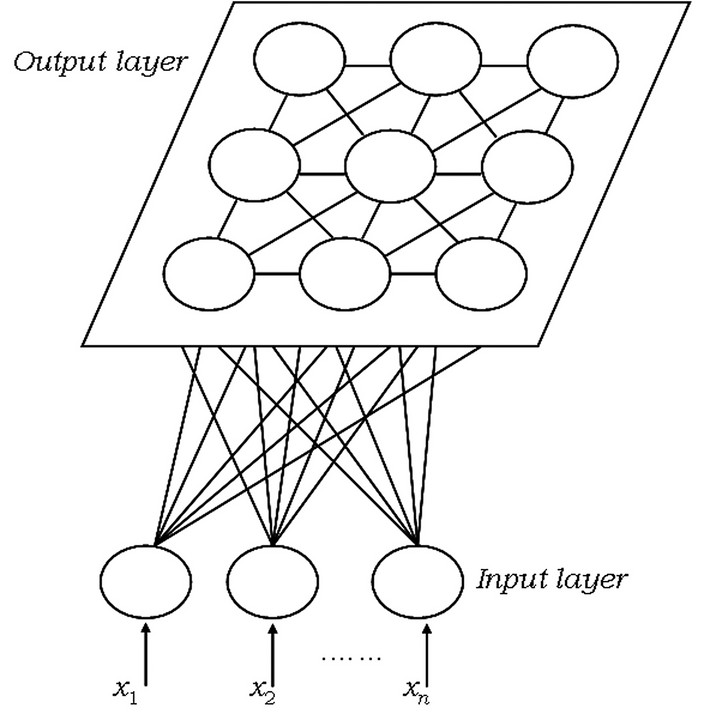 Output layer
Input layer
.......
x1 x2 xn